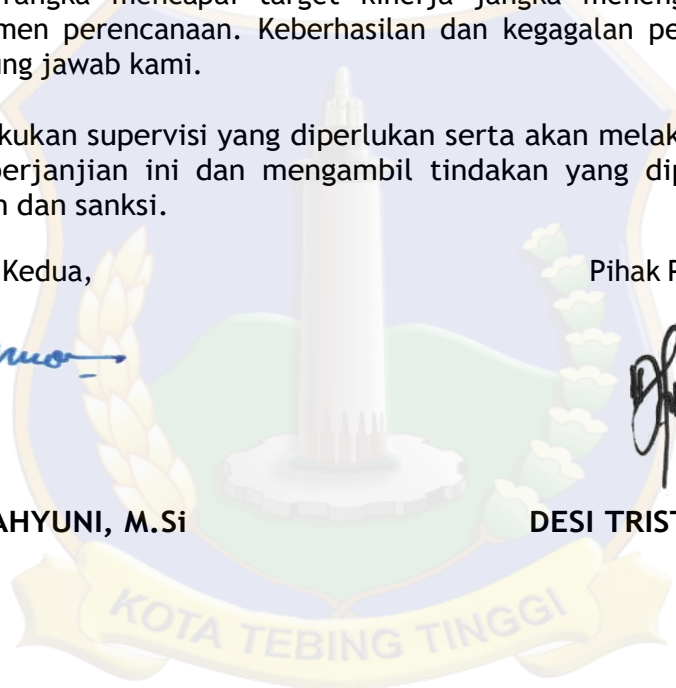 rangka mencapai target kinerja jangka meneng
men perencanaan. Keberhasilan dan kegagalan pe
ung jawab kami.
kukan supervisi yang diperlukan serta akan melak
perjanjian ini dan mengambil tindakan yang dip
n dan sanksi.
Kedua, Pihak P
AHYUNI, M.Si DESI TRIST
KOTA TEBING TINGGI